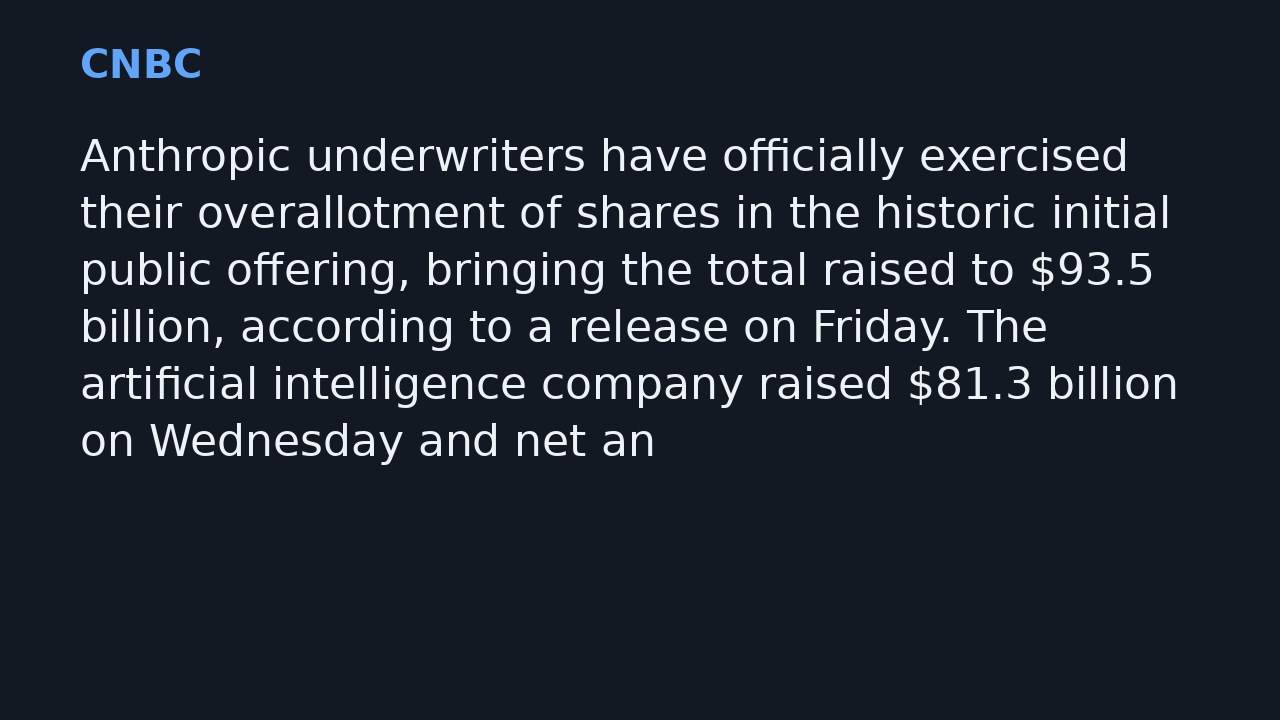 CNBC
Anthropic underwriters have officially exercised
their overallotment of shares in the historic initial
public offering, bringing the total raised to $93.5
billion, according to a release on Friday. The
artificial intelligence company raised $81.3 billion
on Wednesday and net an